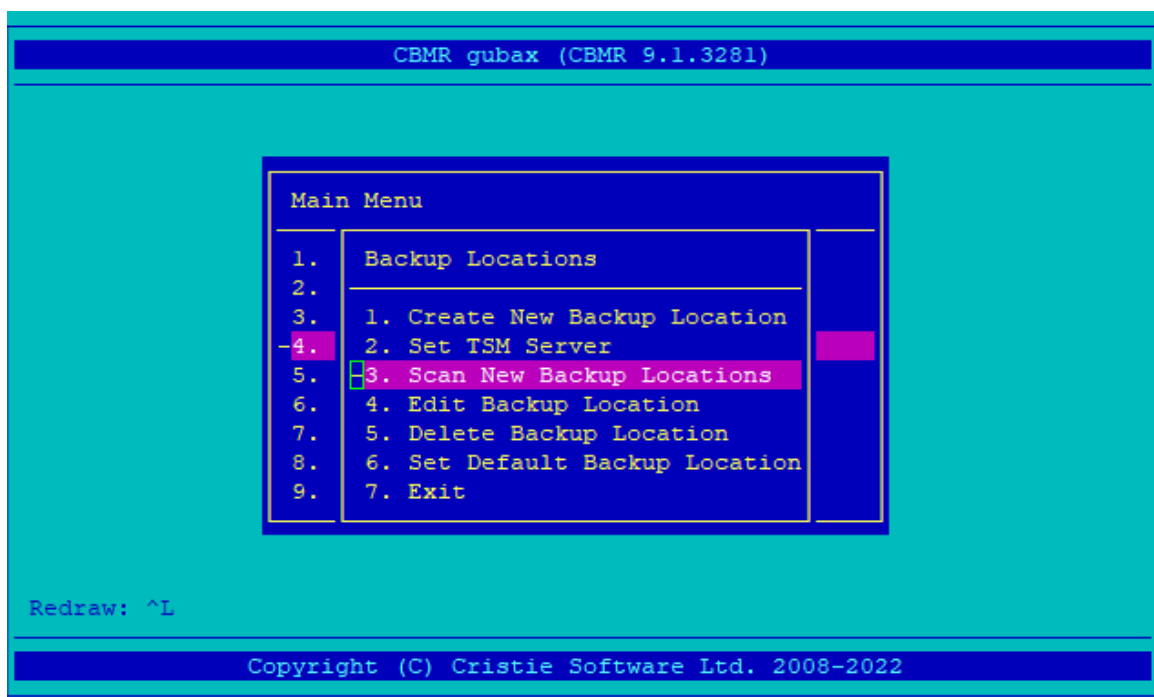 CBMR gubax (CBMR 9.1.3281)
Main Menu
1.
Backup Locations
2.
3.
1. Create New Backup Location
-4.
2. Set TSM Server
5.
-3. Scan New Backup Locations
6.
4. Edit Backup Location
7.
5. Delete Backup Location
8.
6. Set Default Backup Location
9.
7. Exit
Redraw: ^L
Copyright (C) Cristie Software Ltd. 2008-2022